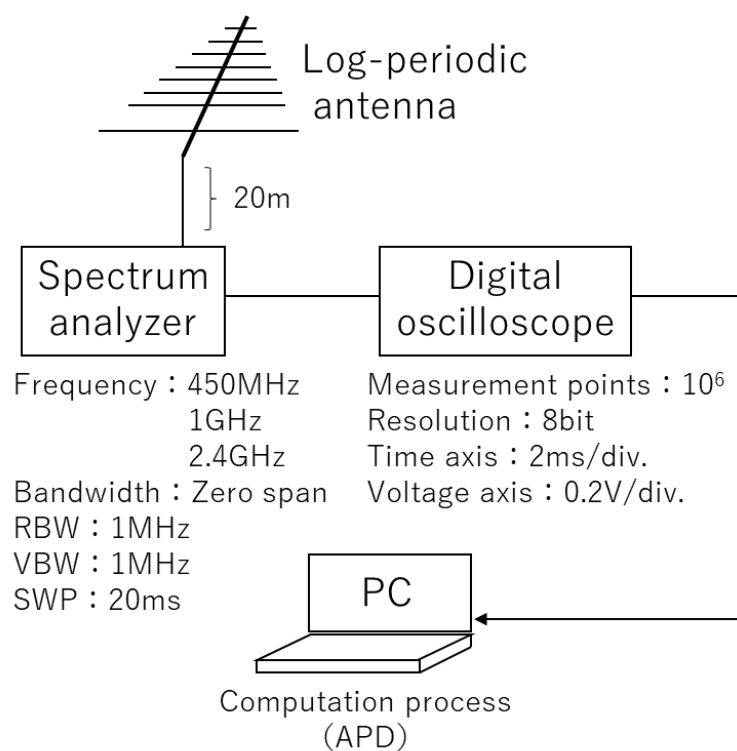 Log-periodic
antenna
20m
Spectrum
analyzer
Digital
oscilloscope
Frequency：450MHz
1GHz
2.4GHz
Bandwidth：Zero span
RBW：1MHz
VBW：1MHz
SWP：20ms
Measurement points：10⁶
Resolution：8bit
Time axis：2ms/div.
Voltage axis：0.2V/div.
PC
Computation process
（APD）